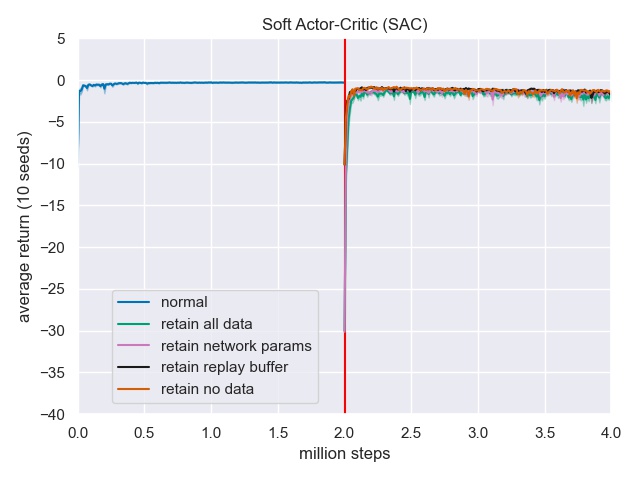 Soft Actor-Critic (SAC)
average return (10 seeds)
5
0
−5
−10
−15
−20
−25
−30
−35
−40
normal
retain all data
retain network params
retain replay buffer
retain no data
0.0 0.5 1.0 1.5 2.0 2.5 3.0 3.5 4.0
million steps